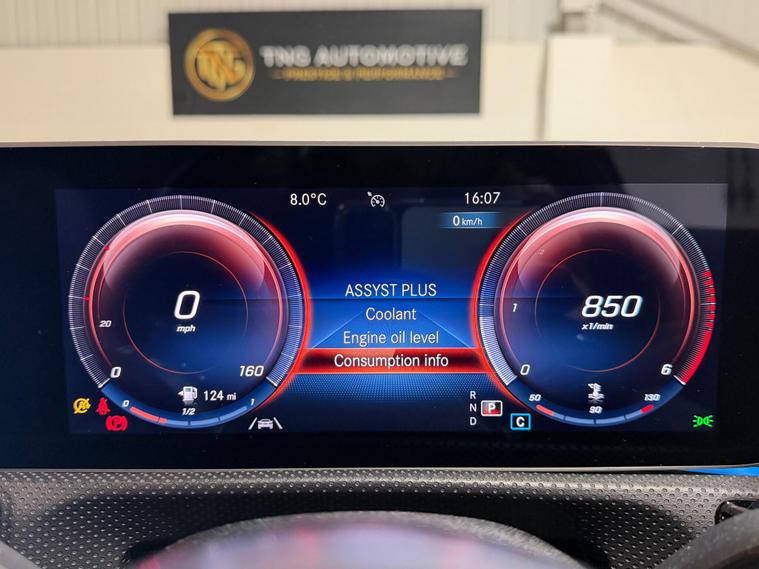 TNG
TNG AUTOMOTIVE
PRESTIGE & PERFORMANCE
8.0°C
16:07
0 km/h
0
mph
20
0
160
ASSYST PLUS
Coolant
Engine oil level
Consumption info
850
x1/min
1
0
6
124 mi
0
1/2
1
R
N
D
P
C
50
90
130
P